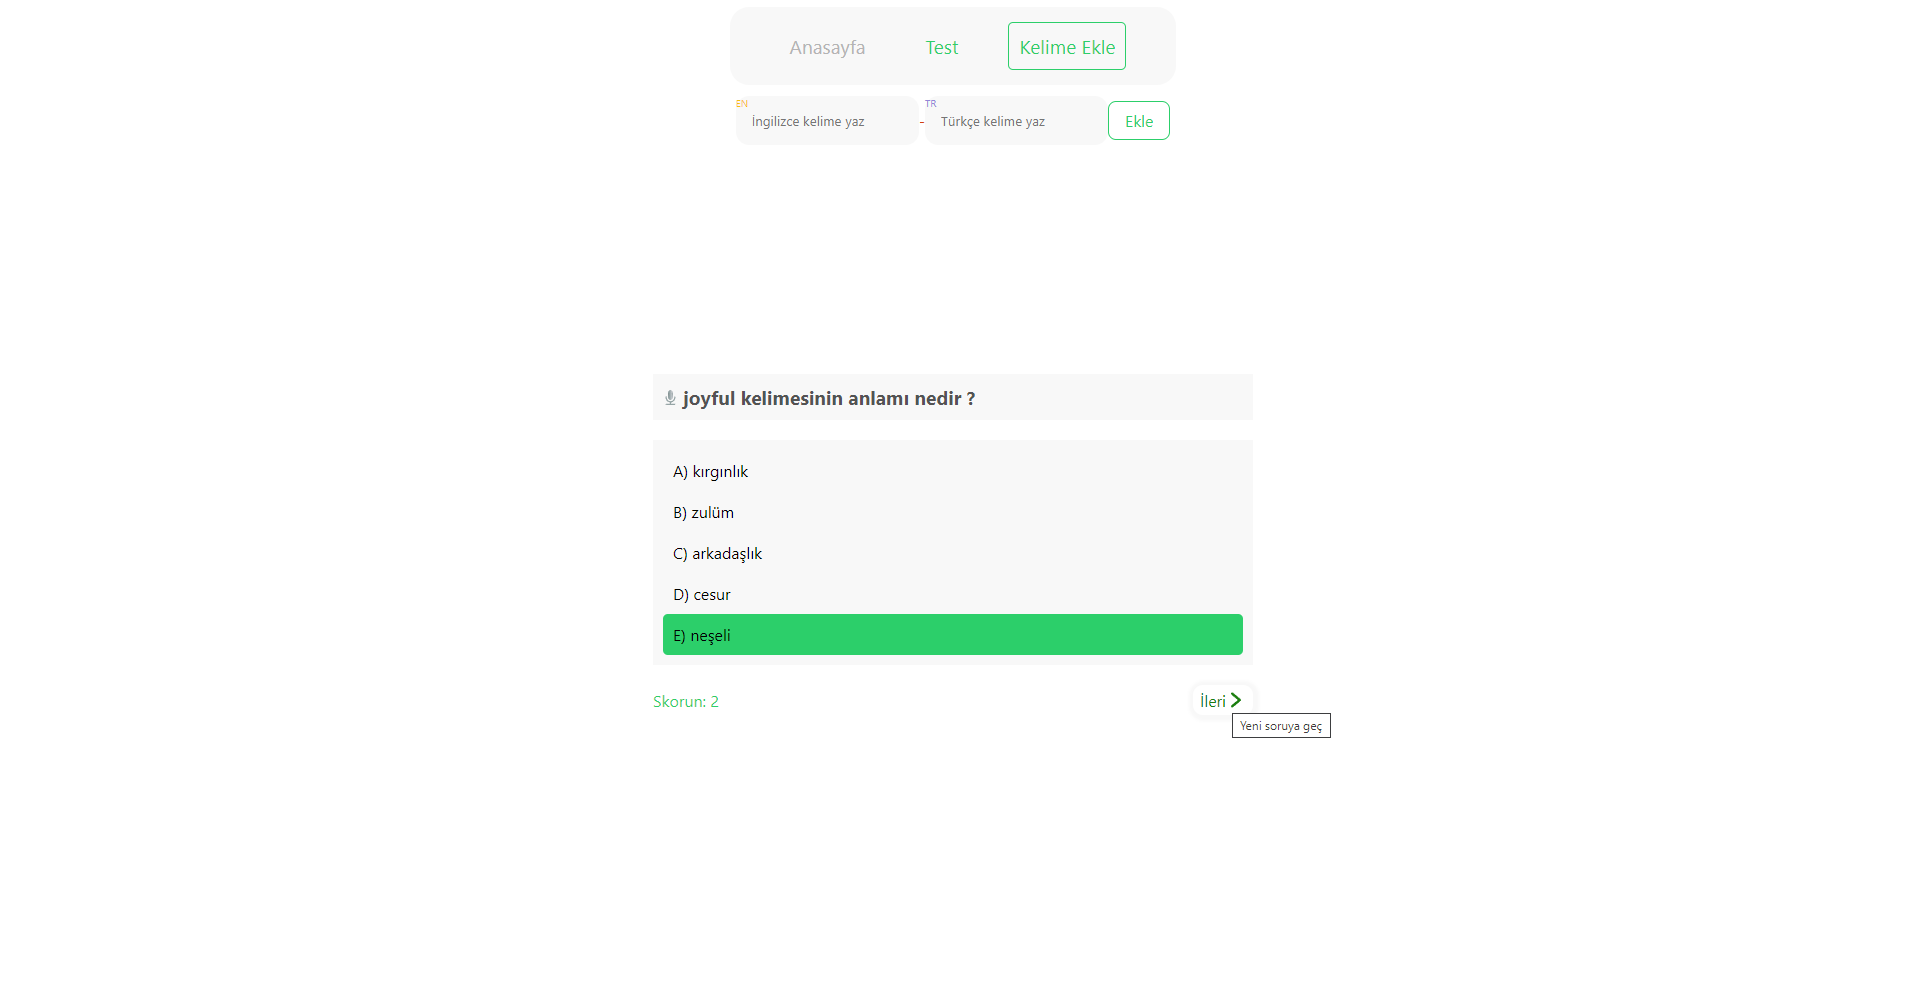 Anasayfa Test Kelime Ekle
EN TR
İngilizce kelime yaz - Türkçe kelime yaz Ekle
joyful kelimesinin anlamı nedir ?
A) kırgınlık
B) zulüm
C) arkadaşlık
D) cesur
E) neşeli
Skorun: 2 İleri
Yeni soruya geç